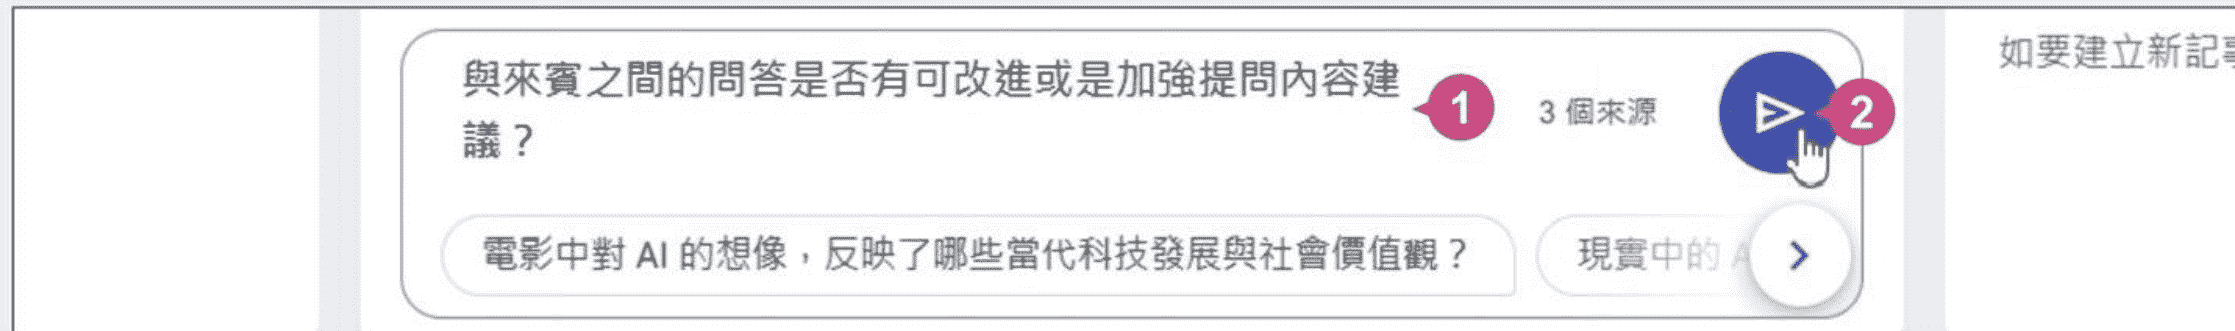 與來賓之間的問答是否有可改進或是加強提問內容建
議？
1
3 個來源
2
電影中對 AI 的想像，反映了哪些當代科技發展與社會價值觀？
現實中的
如要建立新記事